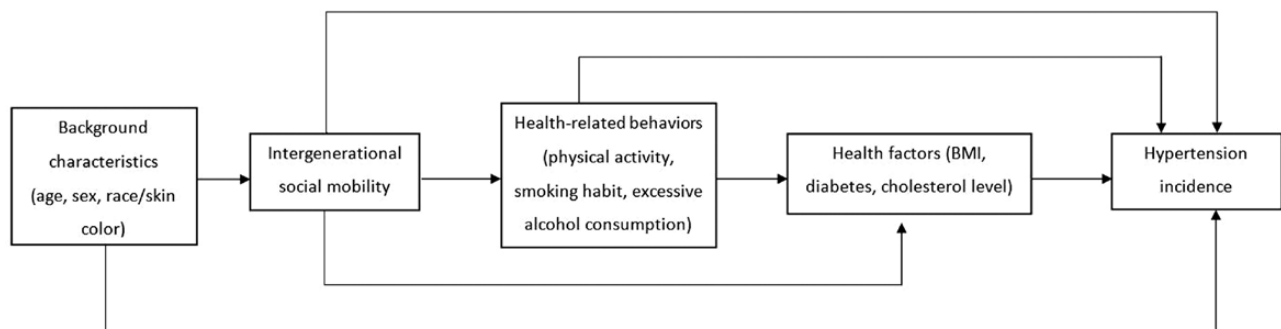 Background
characteristics
(age, sex, race/skin
color)
Intergenerational
social mobility
Health-related behaviors
(physical activity,
smoking habit, excessive
alcohol consumption)
Health factors (BMI,
diabetes, cholesterol level)
Hypertension
incidence